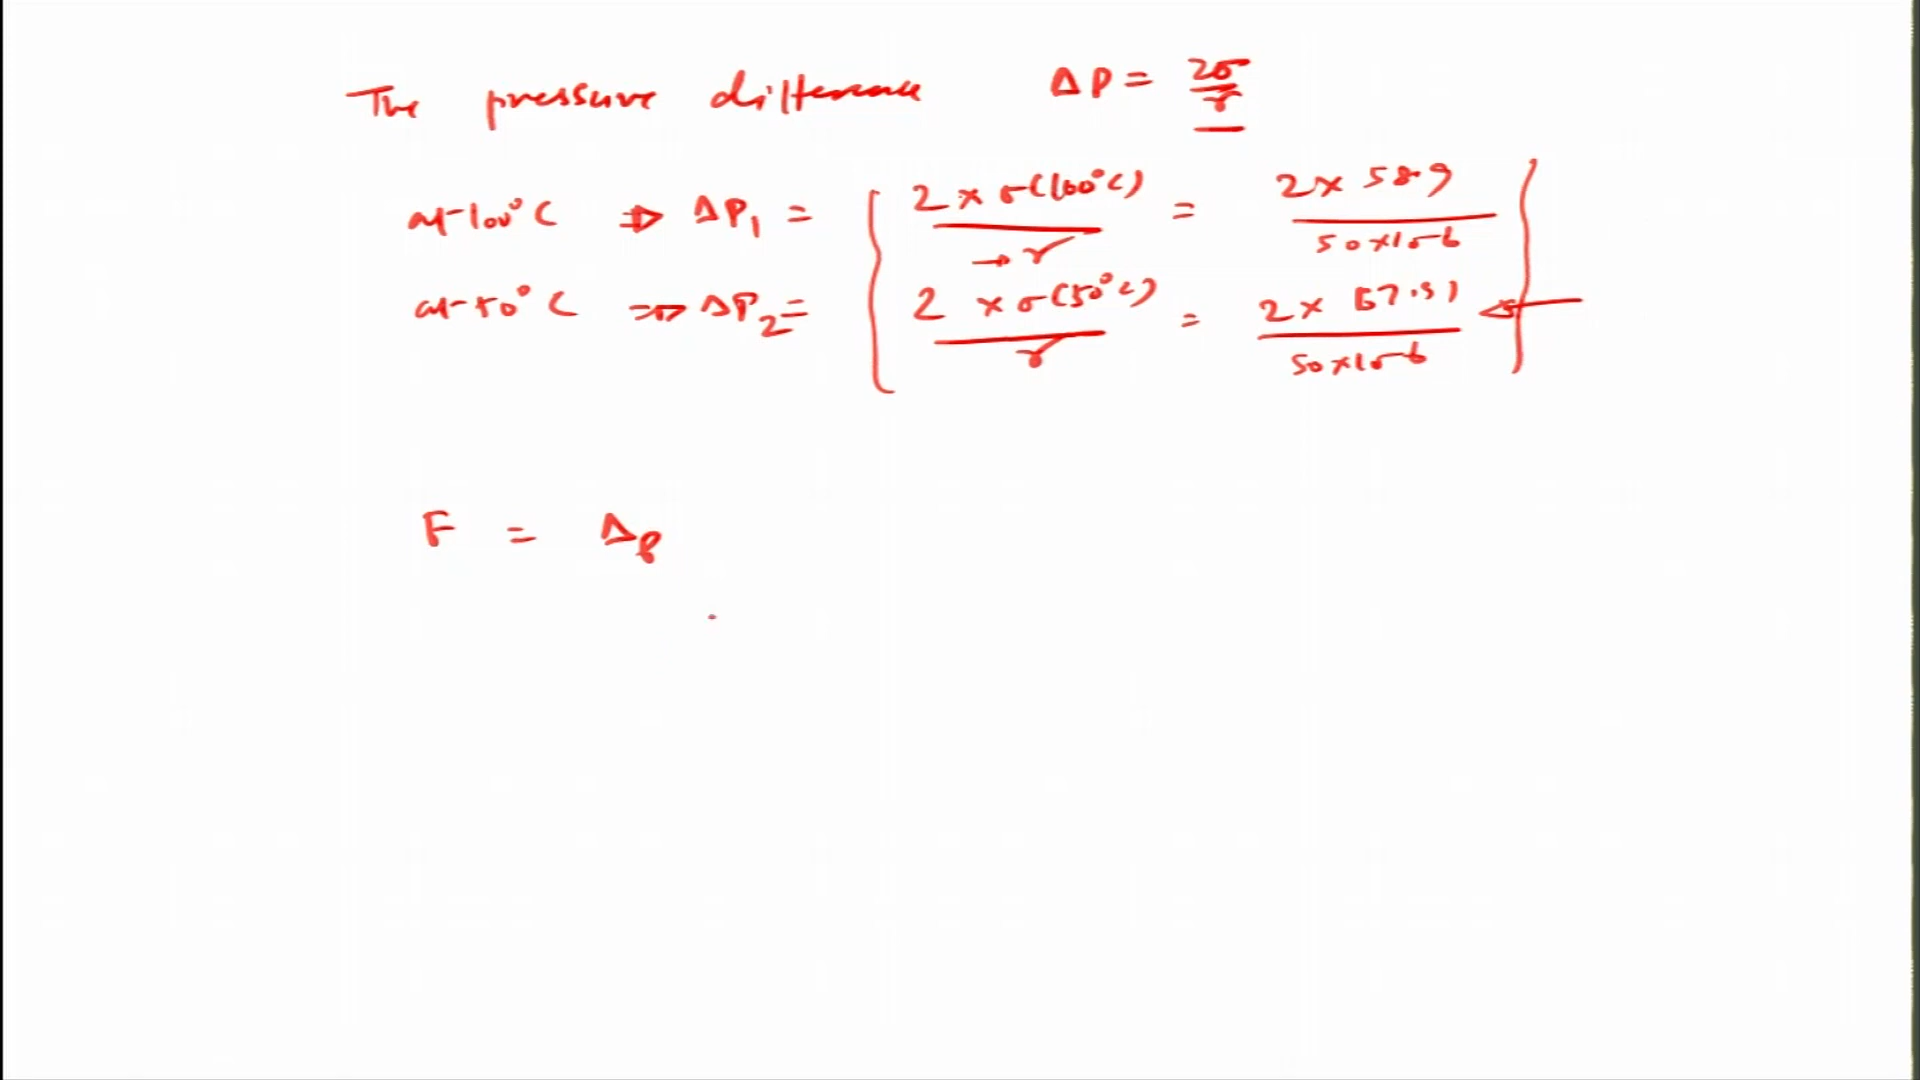 The pressure difference ΔP = 2σ/r
at 100°C ⇒ ΔP₁ = { 2 × σ(100°C) / → r = 2 × 58.9 / 50×10⁻⁶ }
at 50°C ⇒ ΔP₂ = { 2 × σ(50°C) / r = 2 × 67.91 / 50×10⁻⁶ } ←
F = Δp